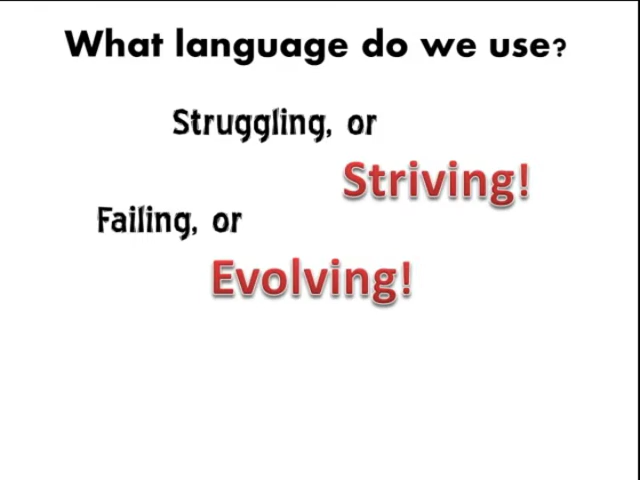 What language do we use?
Struggling, or
Striving!
Failing, or
Evolving!